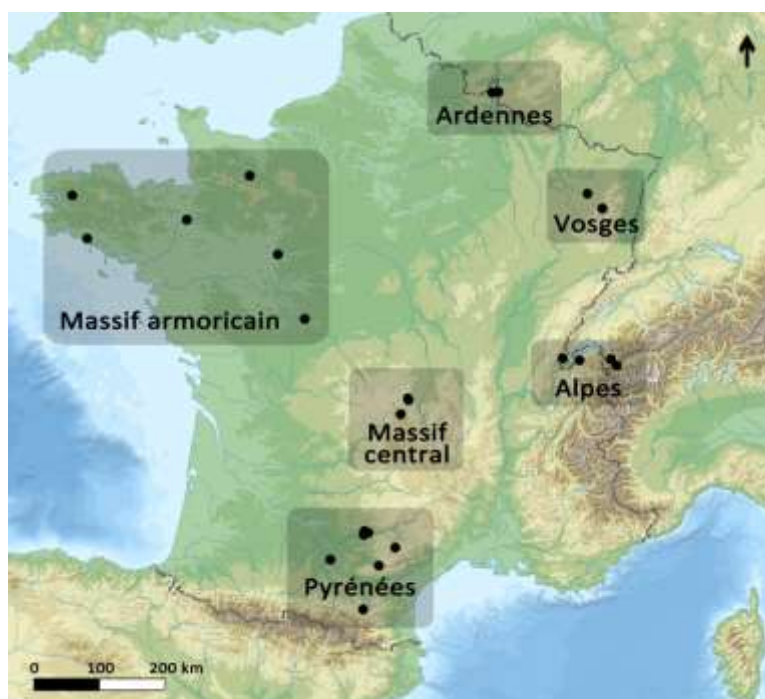 Ardennes
Vosges
Massif armoricain
Alpes
Massif
central
Pyrénées
0 100 200 km